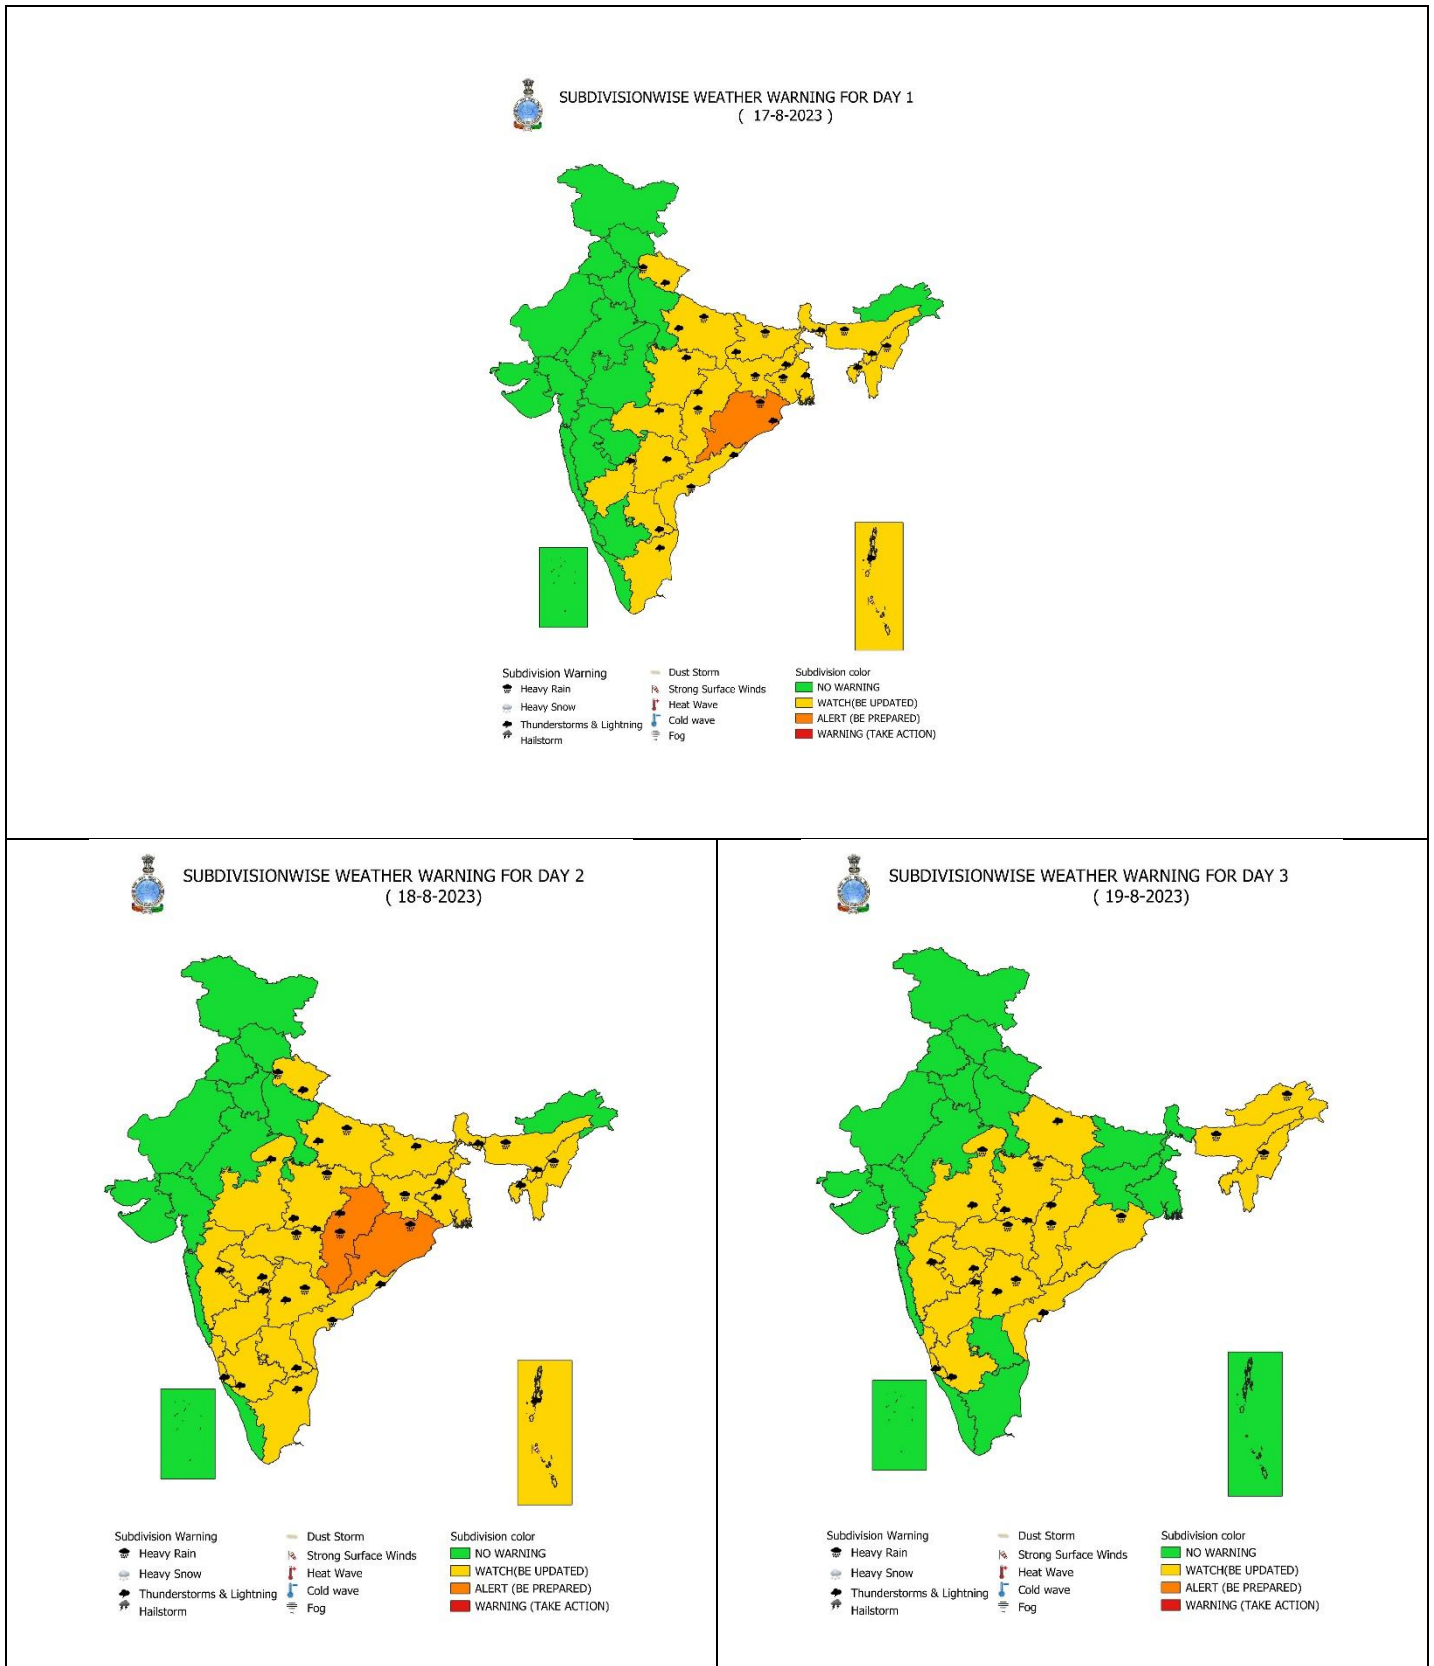 SUBDIVISIONWISE WEATHER WARNING FOR DAY 1
( 17-8-2023 )
Subdivision Warning
Heavy Rain
Heavy Snow
Thunderstorms & Lightning
Hailstorm
Dust Storm
Strong Surface Winds
Heat Wave
Cold wave
Fog
Subdivision color
NO WARNING
WATCH(BE UPDATED)
ALERT (BE PREPARED)
WARNING (TAKE ACTION)
SUBDIVISIONWISE WEATHER WARNING FOR DAY 2
( 18-8-2023)
Subdivision Warning
Heavy Rain
Heavy Snow
Thunderstorms & Lightning
Hailstorm
Dust Storm
Strong Surface Winds
Heat Wave
Cold wave
Fog
Subdivision color
NO WARNING
WATCH(BE UPDATED)
ALERT (BE PREPARED)
WARNING (TAKE ACTION)
SUBDIVISIONWISE WEATHER WARNING FOR DAY 3
( 19-8-2023)
Subdivision Warning
Heavy Rain
Heavy Snow
Thunderstorms & Lightning
Hailstorm
Dust Storm
Strong Surface Winds
Heat Wave
Cold wave
Fog
Subdivision color
NO WARNING
WATCH(BE UPDATED)
ALERT (BE PREPARED)
WARNING (TAKE ACTION)